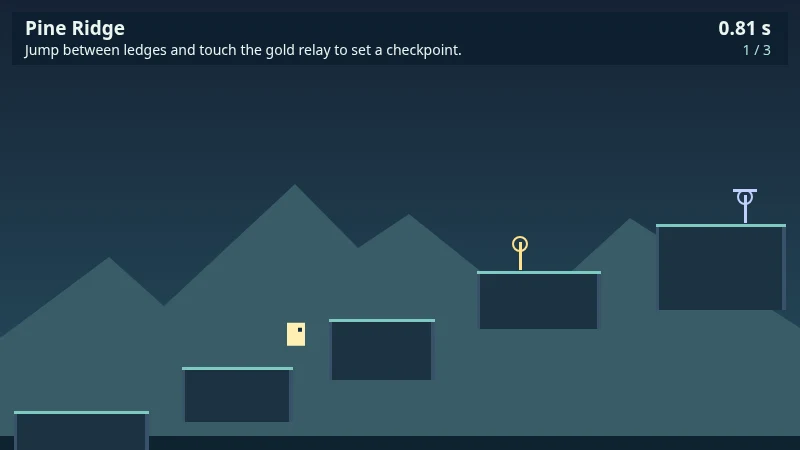 Pine Ridge
0.81 s
Jump between ledges and touch the gold relay to set a checkpoint.
1 / 3